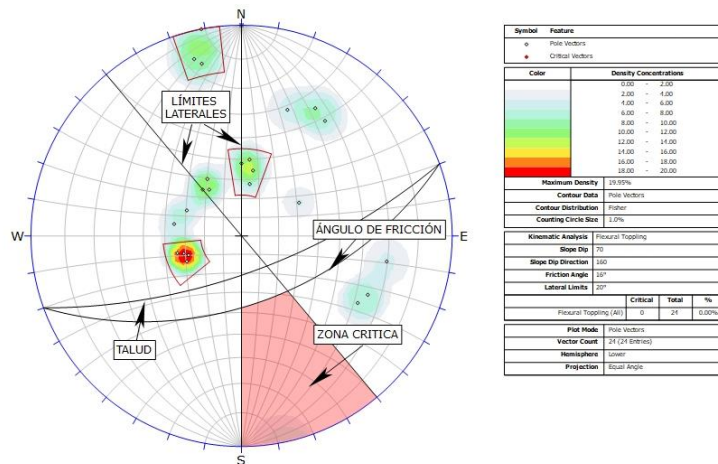 N
LÍMITES
LATERALES
W
E
ÁNGULO DE FRICCIÓN
TALUD
ZONA CRITICA
S
Symbol Feature
Pole Vectors
Critical Vectors
Color Density Concentrations
0.00 - 2.00
2.00 - 4.00
4.00 - 6.00
6.00 - 8.00
8.00 - 10.00
10.00 - 12.00
12.00 - 14.00
14.00 - 16.00
16.00 - 18.00
18.00 - 20.00
Maximum Density 19.95%
Contour Data Pole Vectors
Contour Distribution Fisher
Counting Circle Size 1.0%
Kinematic Analysis Flexural Toppling
Slope Dip 70
Slope Dip Direction 160
Friction Angle 16°
Lateral Limits 20°
Critical Total %
Flexural Toppling (All) 0 24 0.00%
Plot Mode Pole Vectors
Vector Count 24 (24 Entries)
Hemisphere Lower
Projection Equal Angle